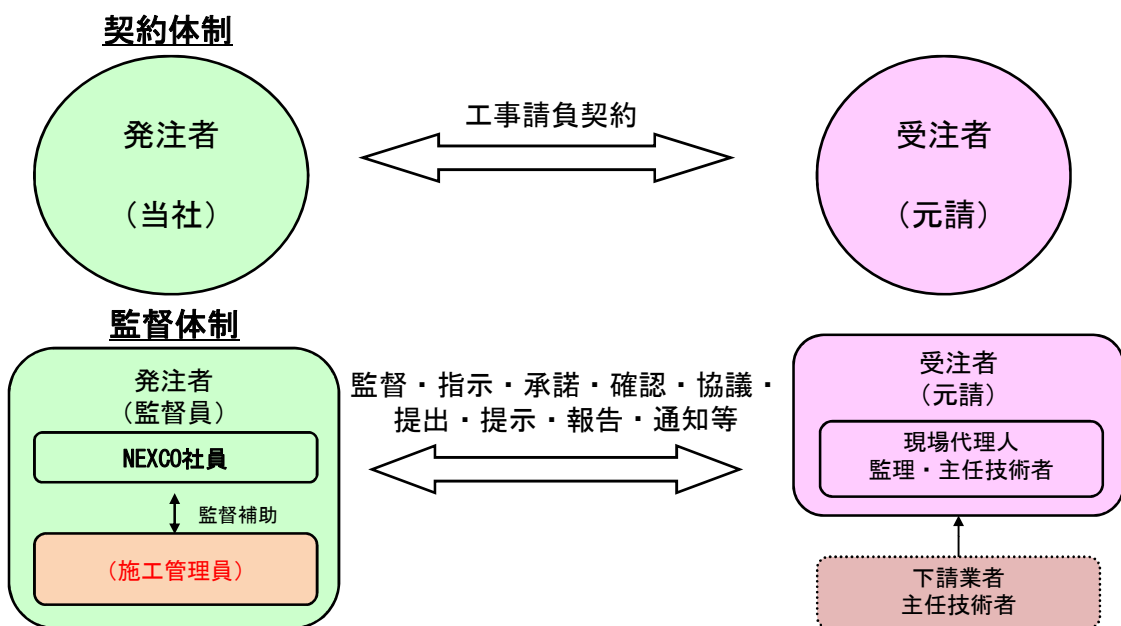 契約体制
発注者
（当社）
工事請負契約
受注者
（元請）
監督体制
発注者
（監督員）
NEXCO社員
監督補助
（施工管理員）
監督・指示・承諾・確認・協議・
提出・提示・報告・通知等
受注者
（元請）
現場代理人
監理・主任技術者
下請業者
主任技術者